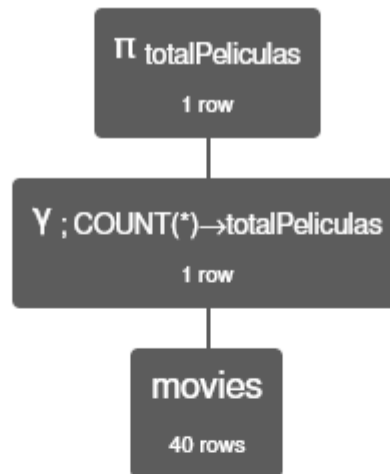 π totalPeliculas
1 row
γ ; COUNT(*)→totalPeliculas
1 row
movies
40 rows